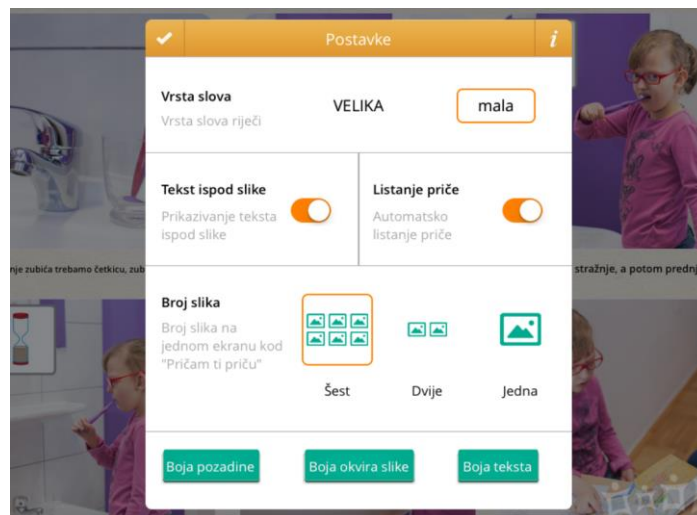 Postavke
i
Vrsta slova
Vrsta slova riječi
VELIKA
mala
Tekst ispod slike
Prikazivanje teksta
ispod slike
Listanje priče
Automatsko
listanje priče
nje zubića trebamo četkicu, zub
stražnje, a potom prednj
Broj slika
Broj slika na
jednom ekranu kod
"Pričam ti priču"
Šest
Dvije
Jedna
Boja pozadine
Boja okvira slike
Boja teksta